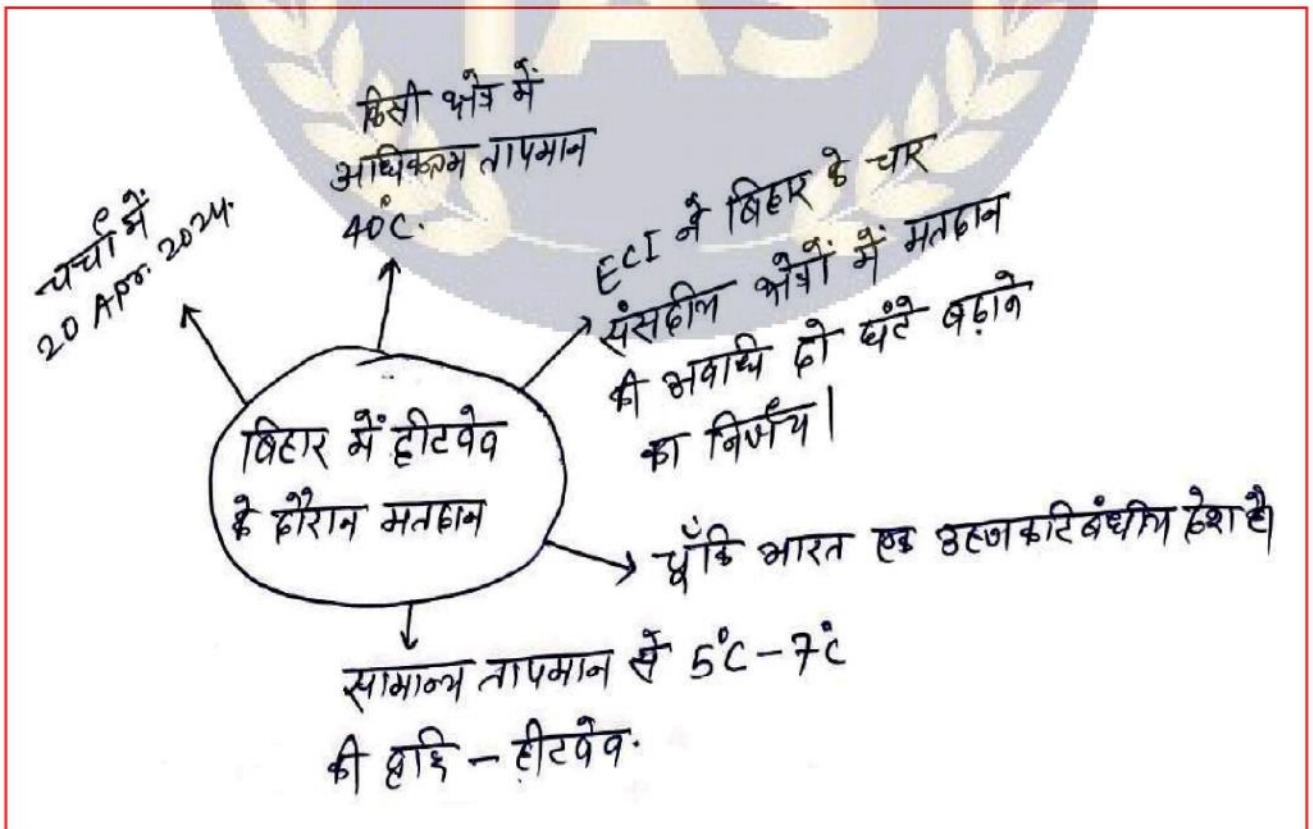 IAS
किसी क्षेत्र में
अधिकतम तापमान
40°C.
चर्चा में
20 Apr. 2024.
ECI ने बिहार के चार
संसदीय क्षेत्रों में मतदान
की अवधि दो घंटे बढ़ाने
का निर्णय।
बिहार में हीटवेव
के दौरान मतदान
चूँकि भारत एक उष्णकटिबंधीय देश है।
सामान्य तापमान से 5°C-7°C
की वृद्धि - हीटवेव.